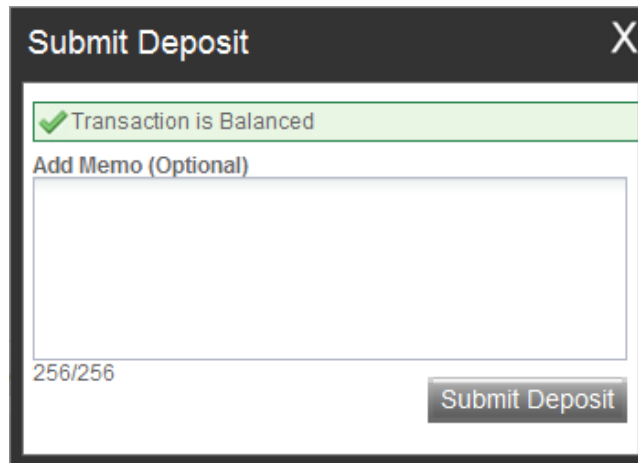 Submit Deposit X
Transaction is Balanced
Add Memo (Optional)
256/256
Submit Deposit